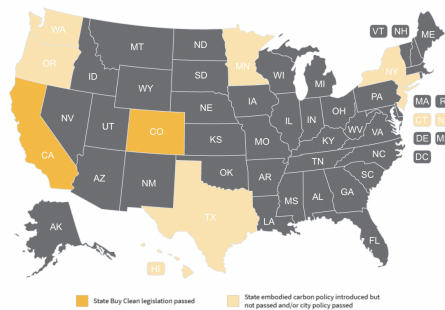 WA
MT
ND
MN
VT
NH
ME
OR
ID
SD
WI
MI
NY
WY
IA
PA
MA
NE
OH
CT
NV
UT
CO
IL
IN
WV
VA
DE
CA
KS
MO
KY
DC
AZ
NM
OK
AR
TN
NC
SC
MS
AL
GA
TX
LA
AK
HI
FL
State Buy Clean legislation passed
State embodied carbon policy introduced but
not passed and/or city policy passed